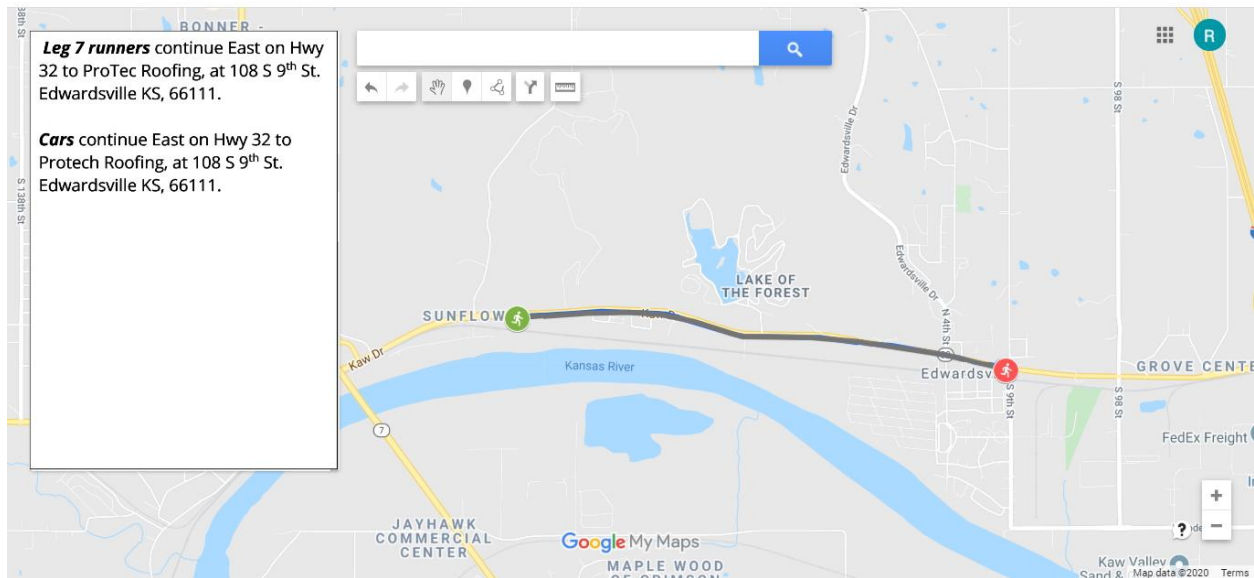 BONNER -
Leg 7 runners continue East on Hwy
32 to ProTec Roofing, at 108 S 9th St.
Edwardsville KS, 66111.
Cars continue East on Hwy 32 to
Protech Roofing, at 108 S 9th St.
Edwardsville KS, 66111.
S 138th St
R
Edwardsville Dr
S 98 St
LAKE OF
THE FOREST
Edwardsville Dr
N 4th St
SUNFLOW
Kaw Dr
Kaw Dr
Kansas River
Edwardsv
GROVE CENTE
S 9th St
S 98 St
7
FedEx Freight
JAYHAWK
COMMERCIAL
CENTER
Google My Maps
MAPLE WOOD
+
?
−
Kaw Valley
Sand &
Map data ©2020 Terms